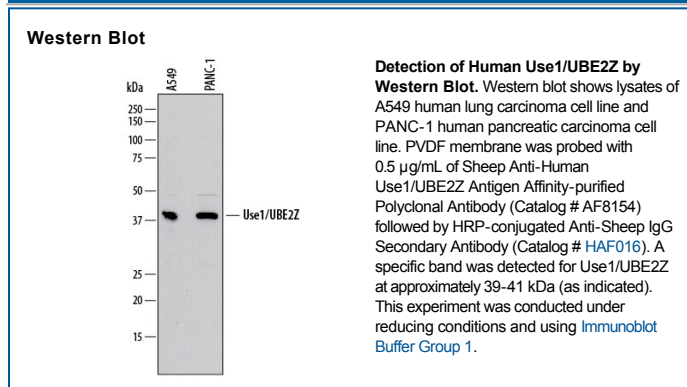 Western Blot
kDa
A549
PANC-1
250
150
100
75
50
37
25
20
15
Use1/UBE2Z
Detection of Human Use1/UBE2Z by
Western Blot. Western blot shows lysates of
A549 human lung carcinoma cell line and
PANC-1 human pancreatic carcinoma cell
line. PVDF membrane was probed with
0.5 µg/mL of Sheep Anti-Human
Use1/UBE2Z Antigen Affinity-purified
Polyclonal Antibody (Catalog # AF8154)
followed by HRP-conjugated Anti-Sheep IgG
Secondary Antibody (Catalog # HAF016). A
specific band was detected for Use1/UBE2Z
at approximately 39-41 kDa (as indicated).
This experiment was conducted under
reducing conditions and using Immunoblot
Buffer Group 1.